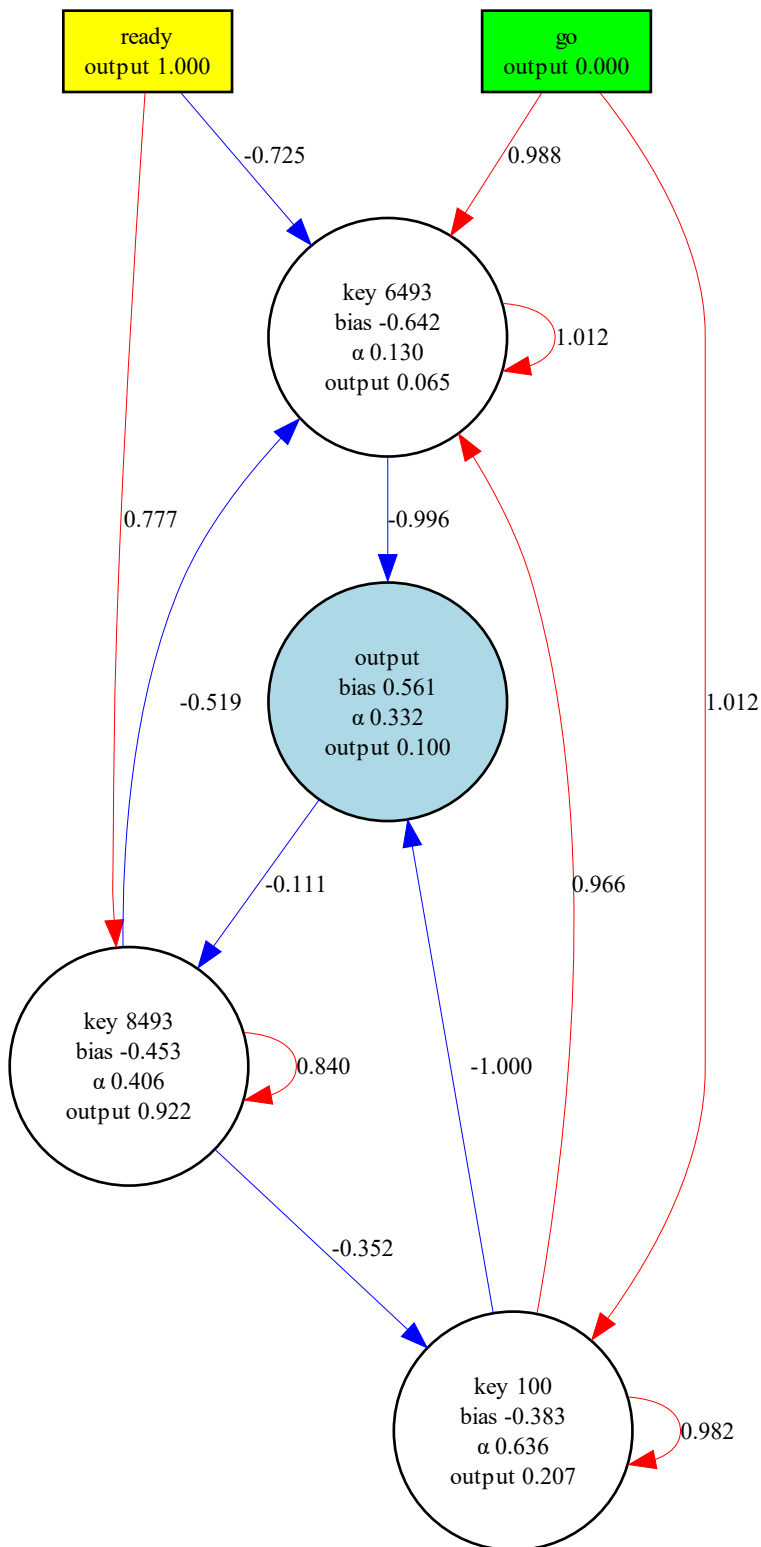 ready
output 1.000
go
output 0.000
-0.725
0.988
key 6493
bias -0.642
α 0.130
output 0.065
1.012
0.777
-0.996
output
bias 0.561
α 0.332
output 0.100
-0.519
1.012
-0.111
0.966
key 8493
bias -0.453
α 0.406
output 0.922
0.840
-1.000
-0.352
key 100
bias -0.383
α 0.636
output 0.207
0.982